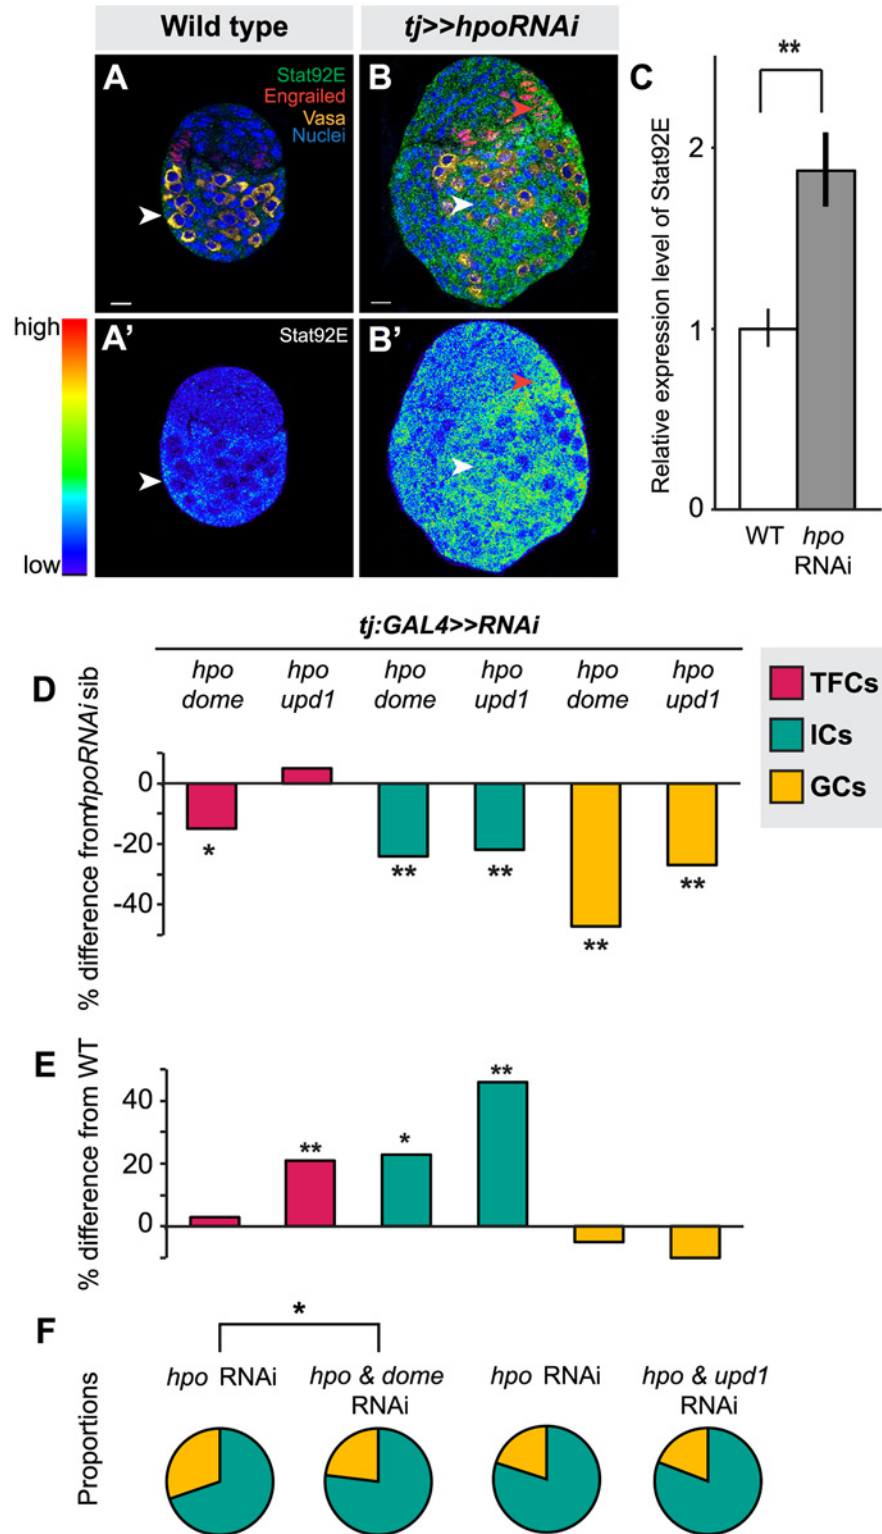 Wild type
tj>>hpoRNAi
A
Stat92E
Engrailed
Vasa
Nuclei
B
C
**
Relative expression level of Stat92E
2
1
0
WT
hpo
RNAi
high
low
A'
Stat92E
B'
tj:GAL4>>RNAi
D
hpo
dome
hpo
upd1
hpo
dome
hpo
upd1
hpo
dome
hpo
upd1
TFCs
ICs
GCs
% difference fromhpoRNAi sib
0
-20
-40
*
**
**
**
**
E
% difference from WT
40
20
0
**
*
**
F
*
Proportions
hpo RNAi
hpo & dome
RNAi
hpo RNAi
hpo & upd1
RNAi